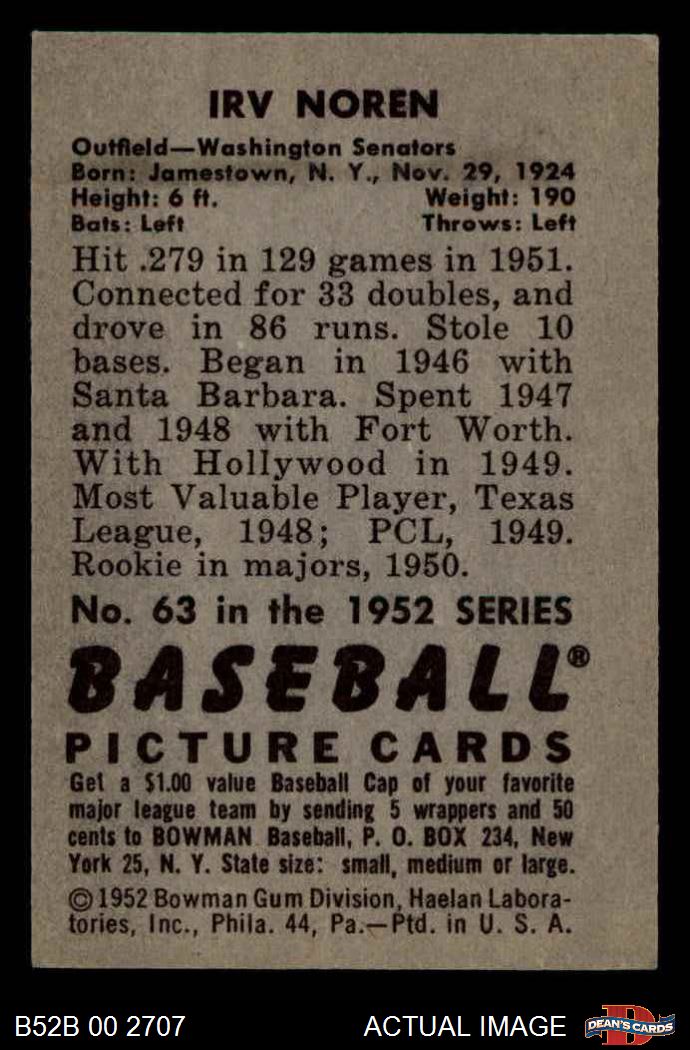 IRV NOREN
Outfield—Washington Senators
Born: Jamestown, N. Y., Nov. 29, 1924
Height: 6 ft. Weight: 190
Bats: Left Throws: Left
Hit .279 in 129 games in 1951.
Connected for 33 doubles, and
drove in 86 runs. Stole 10
bases. Began in 1946 with
Santa Barbara. Spent 1947
and 1948 with Fort Worth.
With Hollywood in 1949.
Most Valuable Player, Texas
League, 1948; PCL, 1949.
Rookie in majors, 1950.
No. 63 in the 1952 SERIES
BASEBALL®
PICTURE CARDS
Get a $1.00 value Baseball Cap of your favorite
major league team by sending 5 wrappers and 50
cents to BOWMAN Baseball, P. O. BOX 234, New
York 25, N. Y. State size: small, medium or large.
©1952 Bowman Gum Division, Haelan Labora-
tories, Inc., Phila. 44, Pa.—Ptd. in U. S. A.
B52B 00 2707 ACTUAL IMAGE D DEAN'S CARDS